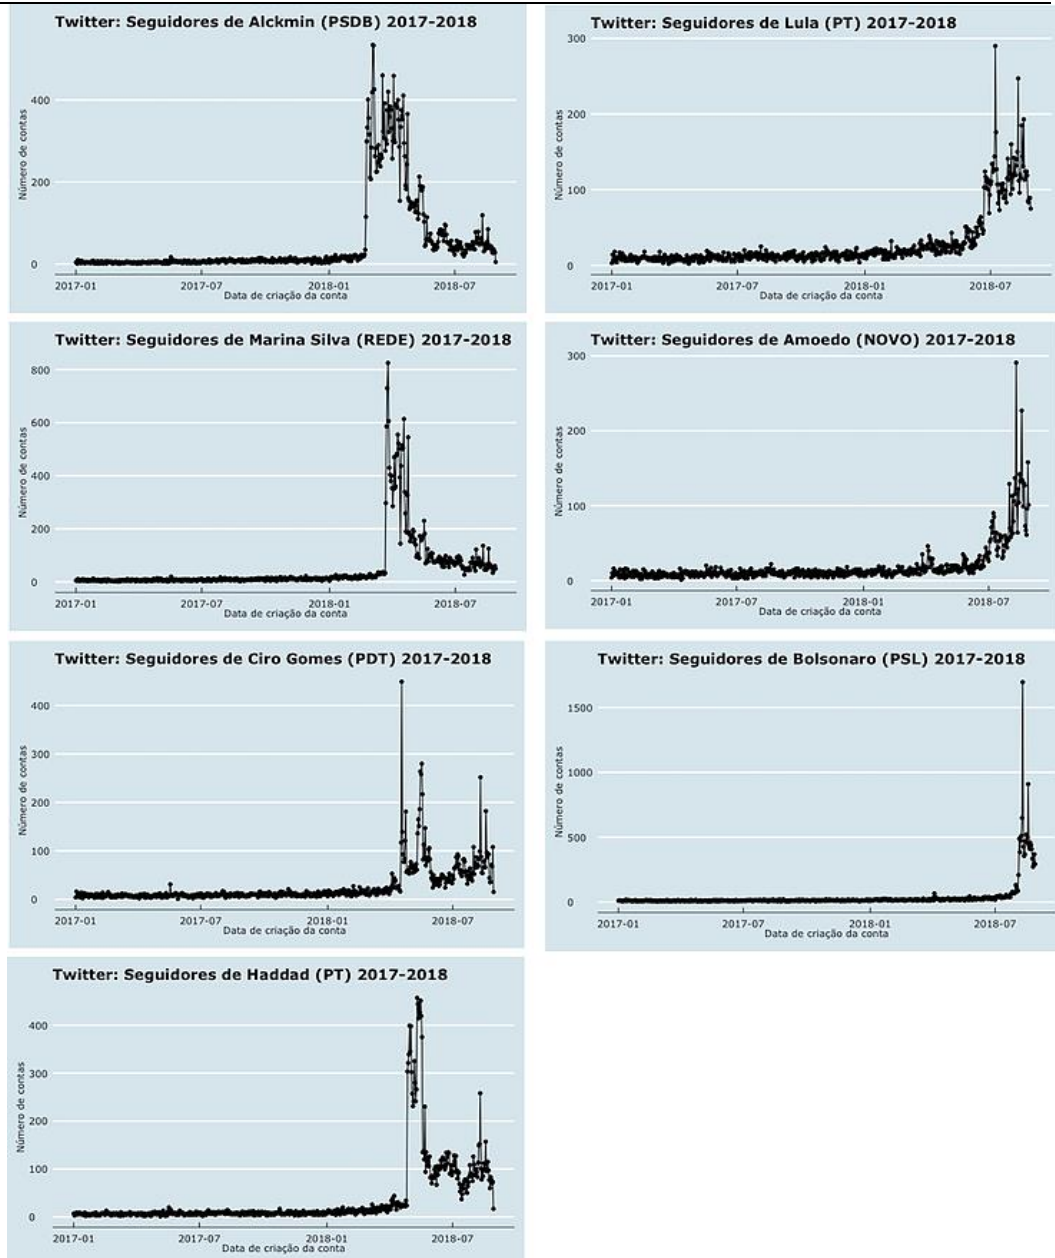 Twitter: Seguidores de Alckmin (PSDB) 2017-2018
Número de contas
400
200
0
2017-01 2017-07 2018-01 2018-07
Data de criação da conta
Twitter: Seguidores de Lula (PT) 2017-2018
Número de contas
300
200
100
0
2017-01 2017-07 2018-01 2018-07
Data de criação da conta
Twitter: Seguidores de Marina Silva (REDE) 2017-2018
Número de contas
800
600
400
200
0
2017-01 2017-07 2018-01 2018-07
Data de criação da conta
Twitter: Seguidores de Amoedo (NOVO) 2017-2018
Número de contas
300
200
100
0
2017-01 2017-07 2018-01 2018-07
Data de criação da conta
Twitter: Seguidores de Ciro Gomes (PDT) 2017-2018
Número de contas
400
300
200
100
0
2017-01 2017-07 2018-01 2018-07
Data de criação da conta
Twitter: Seguidores de Bolsonaro (PSL) 2017-2018
Número de contas
1500
1000
500
0
2017-01 2017-07 2018-01 2018-07
Data de criação da conta
Twitter: Seguidores de Haddad (PT) 2017-2018
Número de contas
400
300
200
100
0
2017-01 2017-07 2018-01 2018-07
Data de criação da conta